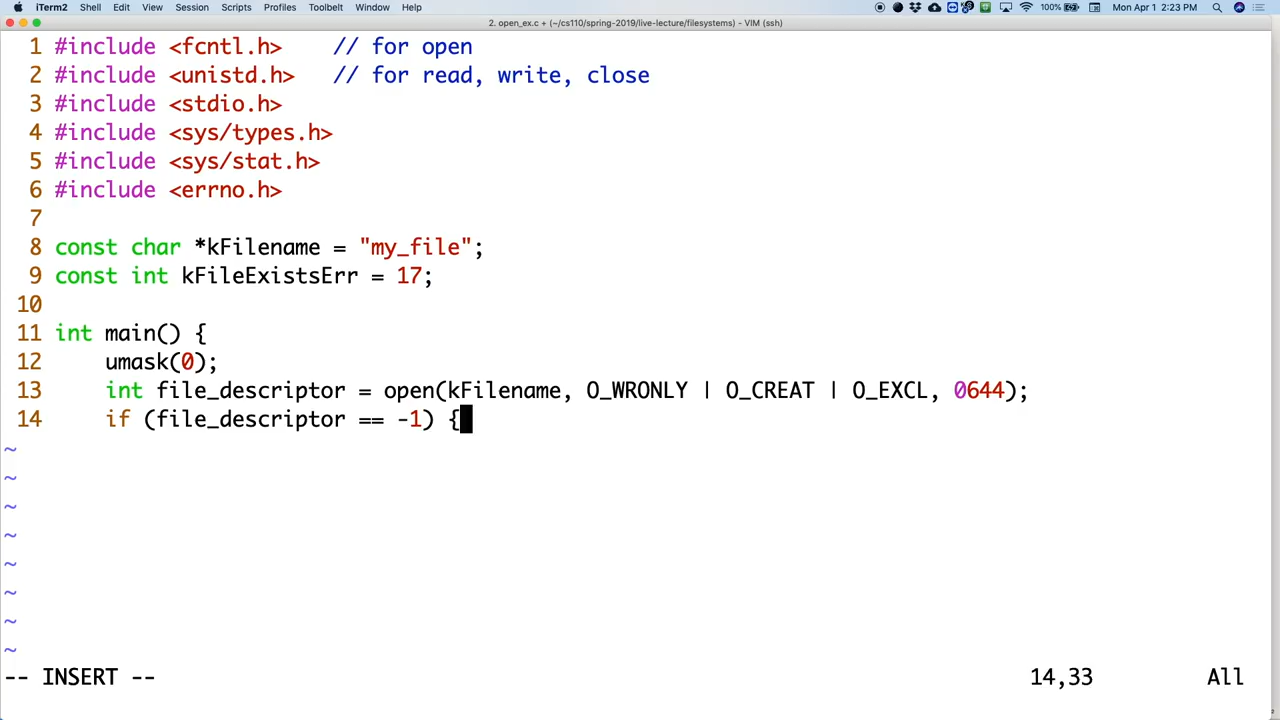 iTerm2 Shell Edit View Session Scripts Profiles Toolbelt Window Help 100% Mon Apr 1 2:23 PM
2. open_ex.c + (~/cs110/spring-2019/live-lecture/filesystems) - VIM (ssh)
1 #include <fcntl.h> // for open
2 #include <unistd.h> // for read, write, close
3 #include <stdio.h>
4 #include <sys/types.h>
5 #include <sys/stat.h>
6 #include <errno.h>
7
8 const char *kFilename = "my_file";
9 const int kFileExistsErr = 17;
10
11 int main() {
12 umask(0);
13 int file_descriptor = open(kFilename, O_WRONLY | O_CREAT | O_EXCL, 0644);
14 if (file_descriptor == -1) {
~
~
~
~
~
~
~
~
-- INSERT -- 14,33 All